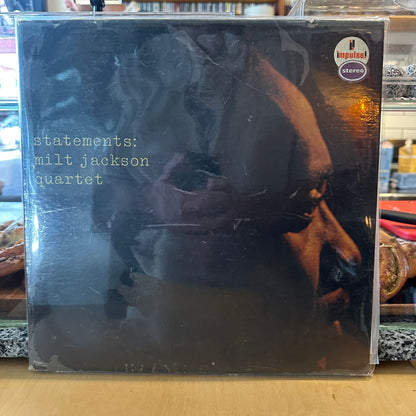 impulse!
stereo
statements:
milt jackson
quartet